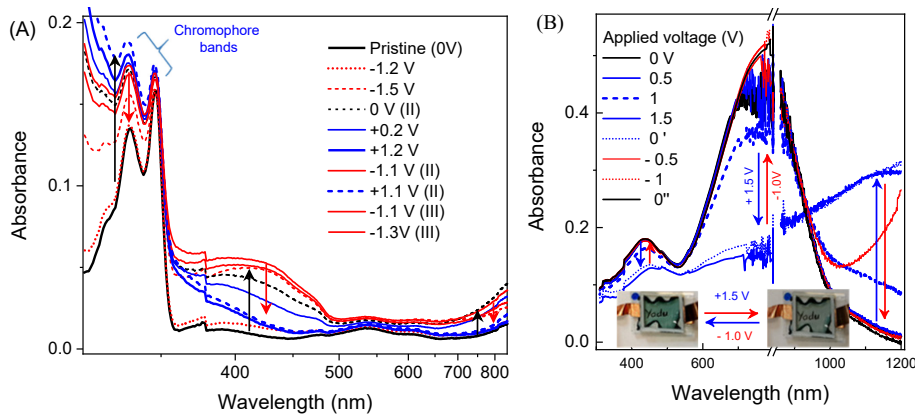 (A)
Chromophore
bands
Pristine (0V)
-1.2 V
-1.5 V
0 V (II)
+0.2 V
+1.2 V
-1.1 V (II)
+1.1 V (II)
-1.1 V (III)
-1.3V (III)
0.2
0.1
0.0
Absorbance
400
500
600
700
800
Wavelength (nm)
(B)
Applied voltage (V)
0 V
0.5
1
1.5
0 '
- 0.5
- 1
0"
+ 1.5 V
-1.0V
0.4
0.2
0.0
Absorbance
Yodu
+1.5 V
- 1.0 V
Yodu
400
600
1000
1200
Wavelength (nm)